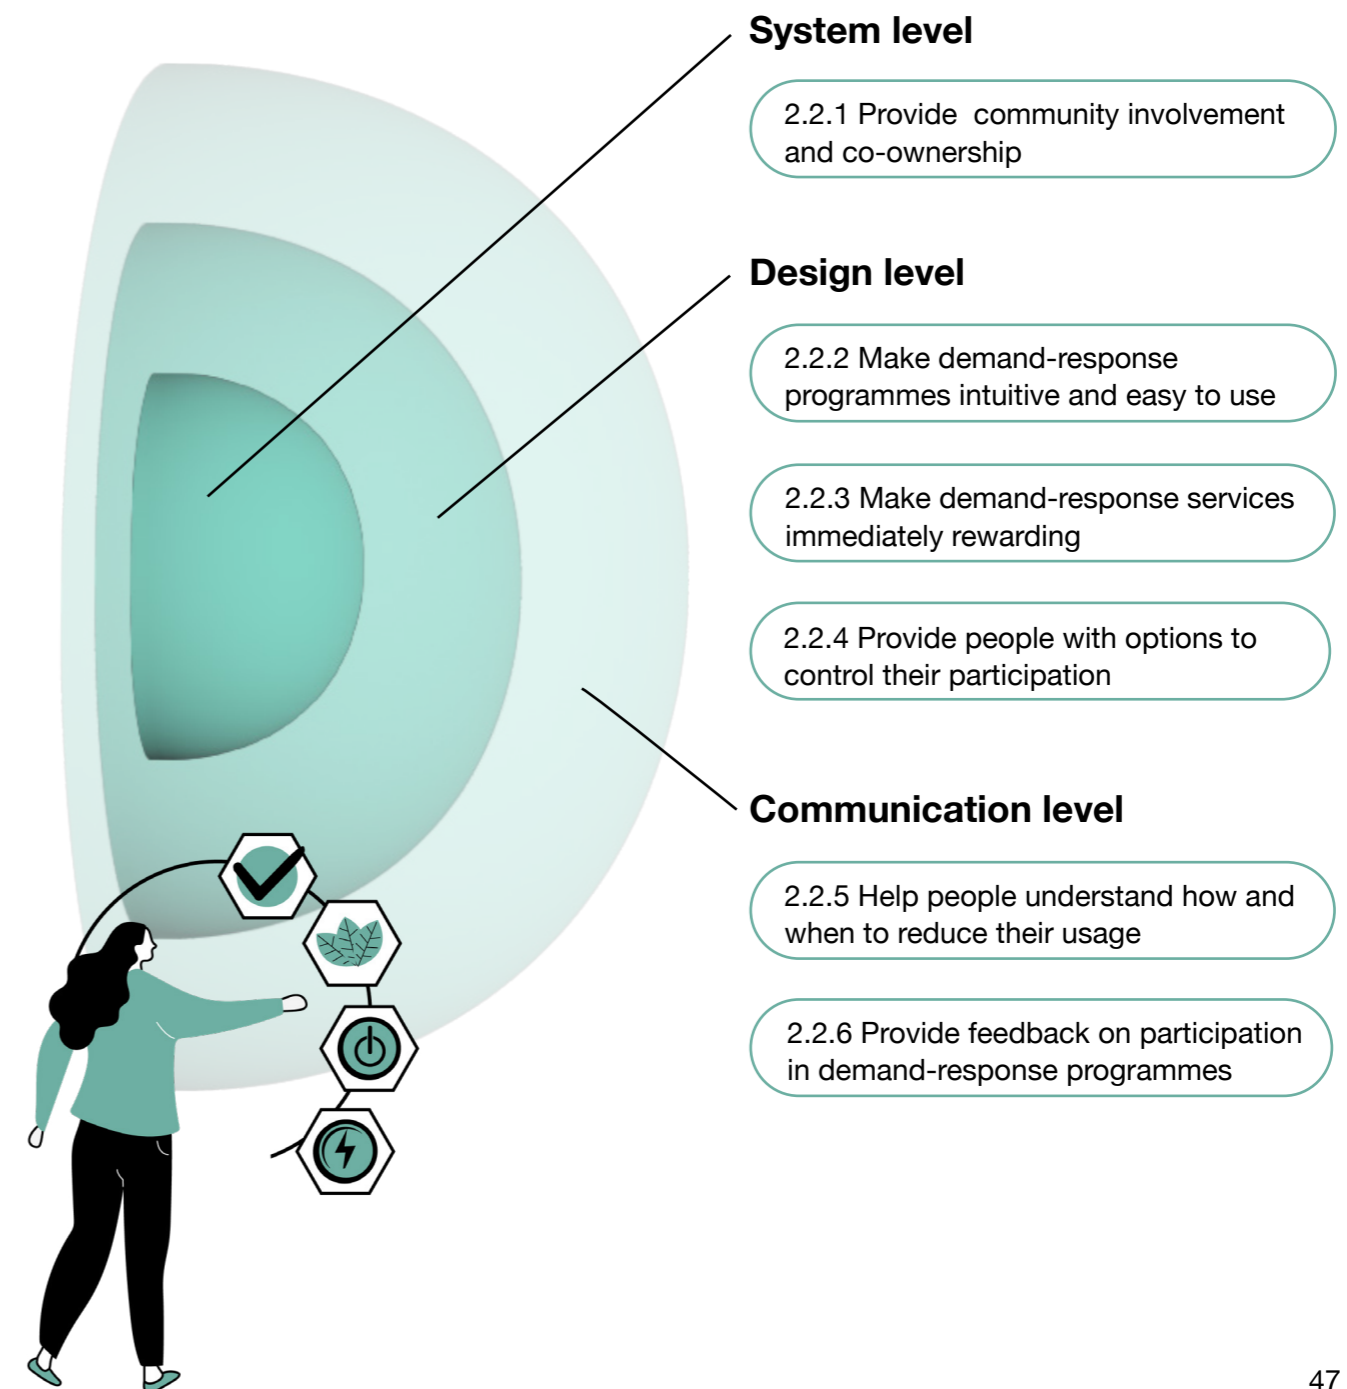 System level
2.2.1 Provide  community involvement
and co-ownership
Design level
2.2.2 Make demand-response
programmes intuitive and easy to use
2.2.3 Make demand-response services
immediately rewarding
2.2.4 Provide people with options to
control their participation
Communication level
2.2.5 Help people understand how and
when to reduce their usage
2.2.6 Provide feedback on participation
in demand-response programmes
47